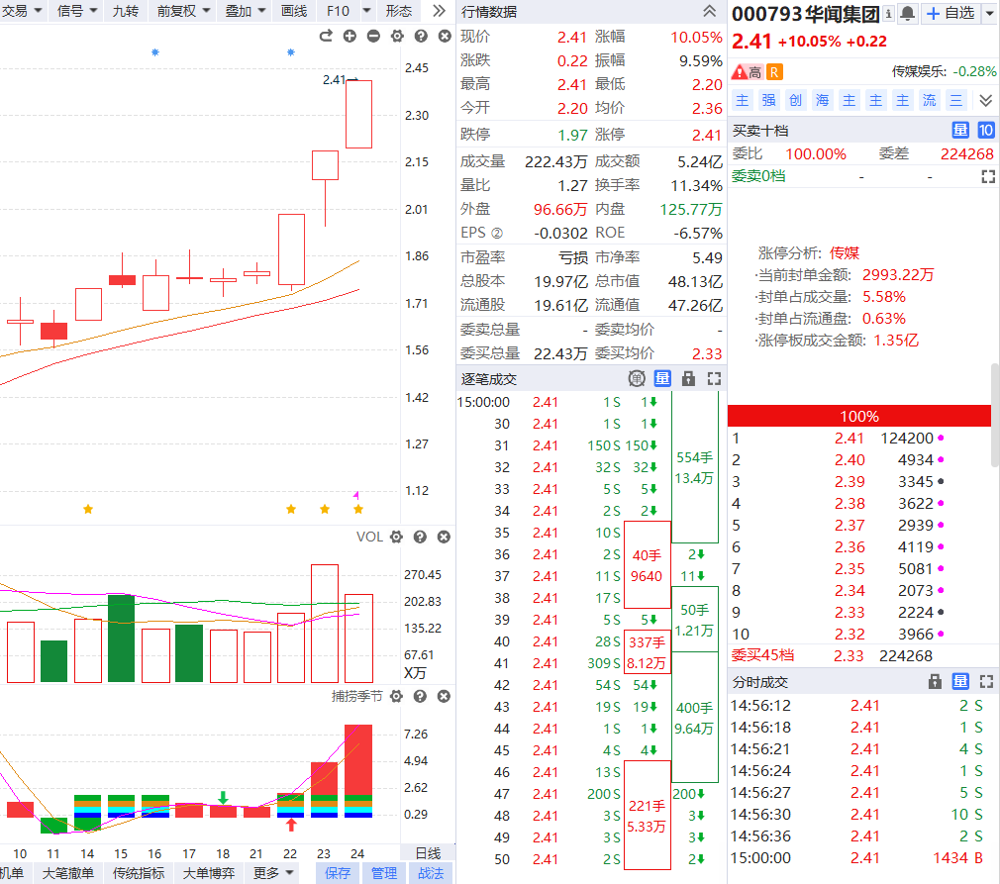 交易 信号 九转 前复权 叠加 画线 F10 形态
2.41
2.45
2.30
2.15
2.01
1.86
1.71
1.56
1.42
1.27
1.12
VOL
270.45
202.83
135.22
67.61
X万
捕捞季节
7.26
4.94
2.62
0.29
10 11 14 15 16 17 18 21 22 23 24 日线
机单 大笔撤单 传统指标 大单博弈 更多 保存 管理 战法
行情数据
现价 2.41 涨幅 10.05%
涨跌 0.22 振幅 9.59%
最高 2.41 最低 2.20
今开 2.20 均价 2.36
跌停 1.97 涨停 2.41
成交量 222.43万 成交额 5.24亿
量比 1.27 换手率 11.34%
外盘 96.66万 内盘 125.77万
EPS ② -0.0302 ROE -6.57%
市盈率 亏损 市净率 5.49
总股本 19.97亿 总市值 48.13亿
流通股 19.61亿 流通值 47.26亿
委卖总量 - 委卖均价 -
委买总量 22.43万 委买均价 2.33
逐笔成交 单 量
15:00:00 2.41 1 S 1
30 2.41 1 S 1
31 2.41 150 S 150
32 2.41 32 S 32
33 2.41 5 S 5
34 2.41 2 S 2
35 2.41 10 S
36 2.41 2 S 2
37 2.41 11 S 11
38 2.41 17 S
39 2.41 5 S 5
40 2.41 28 S
41 2.41 309 S
42 2.41 54 S 54
43 2.41 19 S 19
44 2.41 1 S 1
45 2.41 4 S 4
46 2.41 13 S
47 2.41 200 S 200
48 2.41 3 S 3
49 2.41 3 S 3
50 2.41 2 S 2
554手
13.4万
40手
9640
50手
1.21万
337手
8.12万
400手
9.64万
221手
5.33万
000793 华闻集团 自选
2.41 +10.05% +0.22
高 R 传媒娱乐: -0.28%
主 强 创 海 主 主 主 流 三
买卖十档 量 10
委比 100.00% 委差 224268
委卖0档 - -
涨停分析: 传媒
·当前封单金额: 2993.22万
·封单占成交量: 5.58%
·封单占流通盘: 0.63%
·涨停板成交金额: 1.35亿
100%
1 2.41 124200
2 2.40 4934
3 2.39 3345
4 2.38 3622
5 2.37 2939
6 2.36 4119
7 2.35 5081
8 2.34 2073
9 2.33 2224
10 2.32 3966
委买45档 2.33 224268
分时成交 量
14:56:12 2.41 2 S
14:56:18 2.41 1 S
14:56:21 2.41 4 S
14:56:24 2.41 1 S
14:56:27 2.41 5 S
14:56:30 2.41 10 S
14:56:36 2.41 2 S
15:00:00 2.41 1434 B